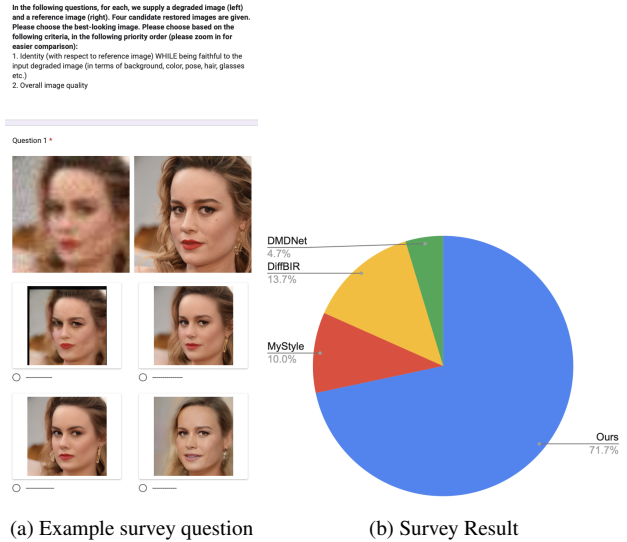 In the following questions, for each, we supply a degraded image (left)
and a reference image (right). Four candidate restored images are given.
Please choose the best-looking image. Please choose based on the
following criteria, in the following priority order (please zoom in for
easier comparison):
1. Identity (with respect to reference image) WHILE being faithful to the
input degraded image (in terms of background, color, pose, hair, glasses
etc.)
2. Overall image quality
Question 1 *
DMDNet
4.7%
DiffBIR
13.7%
MyStyle
10.0%
Ours
71.7%
(a) Example survey question
(b) Survey Result